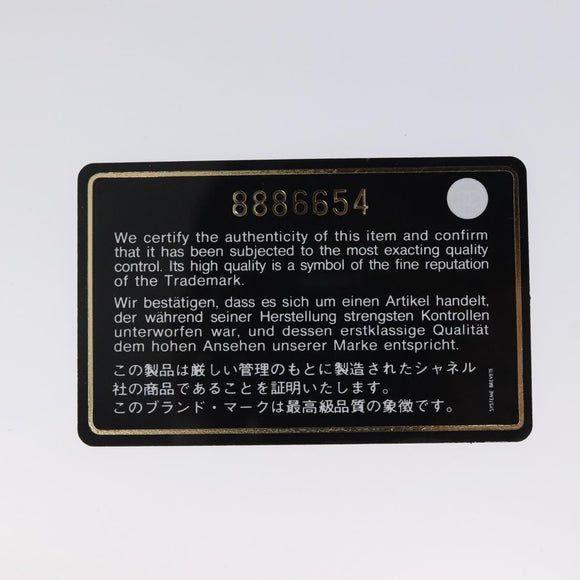 8886654
We certify the authenticity of this item and confirm
that it has been subjected to the most exacting quality
control. Its high quality is a symbol of the fine reputation
of the Trademark.
Wir bestätigen, dass es sich um einen Artikel handelt,
der während seiner Herstellung strengsten Kontrollen
unterworfen war, und dessen erstklassige Qualität
dem hohen Ansehen unserer Marke entspricht.
この製品は厳しい管理のもとに製造されたシャネル
社の商品であることを証明いたします。
このブランド・マークは最高級品質の象徴です。
SYSTEME BREVETE